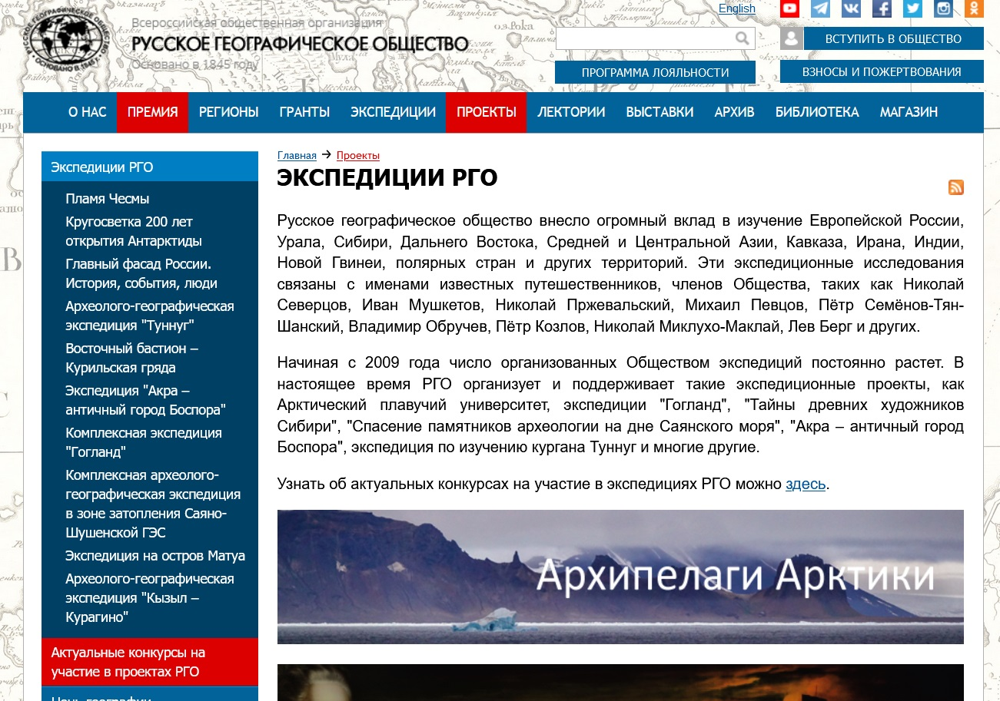 English
Всероссийская общественная организация
РУССКОЕ ГЕОГРАФИЧЕСКОЕ ОБЩЕСТВО
Основано в 1845 году
ВСТУПИТЬ В ОБЩЕСТВО
ПРОГРАММА ЛОЯЛЬНОСТИ
ВЗНОСЫ И ПОЖЕРТВОВАНИЯ
О НАС ПРЕМИЯ РЕГИОНЫ ГРАНТЫ ЭКСПЕДИЦИИ ПРОЕКТЫ ЛЕКТОРИИ ВЫСТАВКИ АРХИВ БИБЛИОТЕКА МАГАЗИН
Экспедиции РГО
Пламя Чесмы
Кругосветка 200 лет
открытия Антарктиды
Главный фасад России.
История, события, люди
Археолого-географическая
экспедиция "Туннуг"
Восточный бастион –
Курильская гряда
Экспедиция "Акра –
античный город Боспора"
Комплексная экспедиция
"Гогланд"
Комплексная археолого-
географическая экспедиция
в зоне затопления Саяно-
Шушенской ГЭС
Экспедиция на остров Матуа
Археолого-географическая
экспедиция "Кызыл –
Курагино"
Актуальные конкурсы на
участие в проектах РГО
Главная → Проекты
ЭКСПЕДИЦИИ РГО
Русское географическое общество внесло огромный вклад в изучение Европейской России,
Урала, Сибири, Дальнего Востока, Средней и Центральной Азии, Кавказа, Ирана, Индии,
Новой Гвинеи, полярных стран и других территорий. Эти экспедиционные исследования
связаны с именами известных путешественников, членов Общества, таких как Николай
Северцов, Иван Мушкетов, Николай Пржевальский, Михаил Певцов, Пётр Семёнов-Тян-
Шанский, Владимир Обручев, Пётр Козлов, Николай Миклухо-Маклай, Лев Берг и других.
Начиная с 2009 года число организованных Обществом экспедиций постоянно растет. В
настоящее время РГО организует и поддерживает такие экспедиционные проекты, как
Арктический плавучий университет, экспедиции "Гогланд", "Тайны древних художников
Сибири", "Спасение памятников археологии на дне Саянского моря", "Акра – античный город
Боспора", экспедиция по изучению кургана Туннуг и многие другие.
Узнать об актуальных конкурсах на участие в экспедициях РГО можно здесь.
Архипелаги Арктики